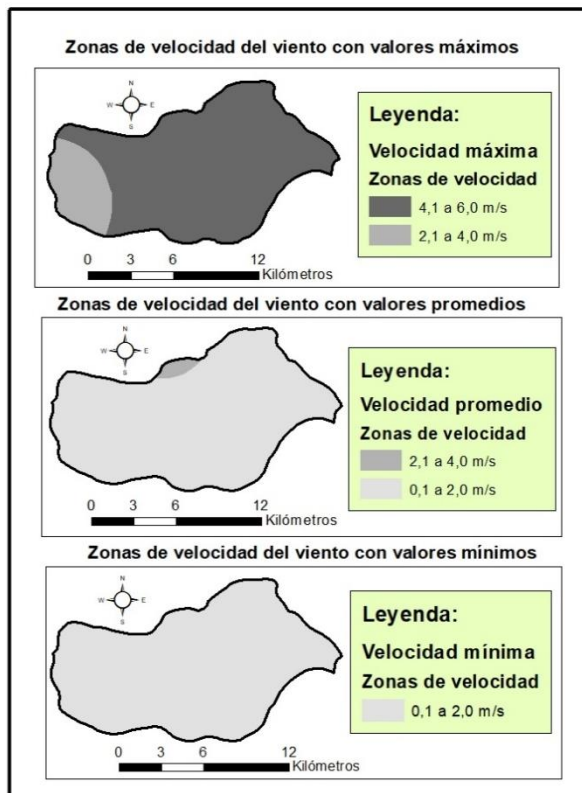 Zonas de velocidad del viento con valores máximos
N
W E
S
Leyenda:
Velocidad máxima
Zonas de velocidad
4,1 a 6,0 m/s
2,1 a 4,0 m/s
0 3 6 12
Kilómetros
Zonas de velocidad del viento con valores promedios
N
W E
S
Leyenda:
Velocidad promedio
Zonas de velocidad
2,1 a 4,0 m/s
0,1 a 2,0 m/s
0 3 6 12
Kilómetros
Zonas de velocidad del viento con valores mínimos
N
W E
S
Leyenda:
Velocidad mínima
Zonas de velocidad
0,1 a 2,0 m/s
0 3 6 12
Kilómetros